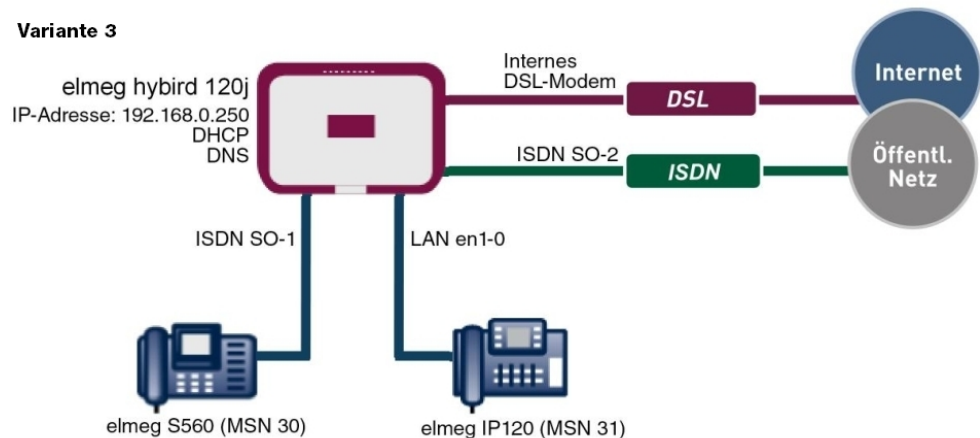 Variante 3
elmeg hybird 120j
IP-Adresse: 192.168.0.250
DHCP
DNS
Internes
DSL-Modem
DSL
Internet
ISDN SO-2
ISDN
Öffentl.
Netz
ISDN SO-1
LAN en1-0
elmeg S560 (MSN 30)
elmeg IP120 (MSN 31)